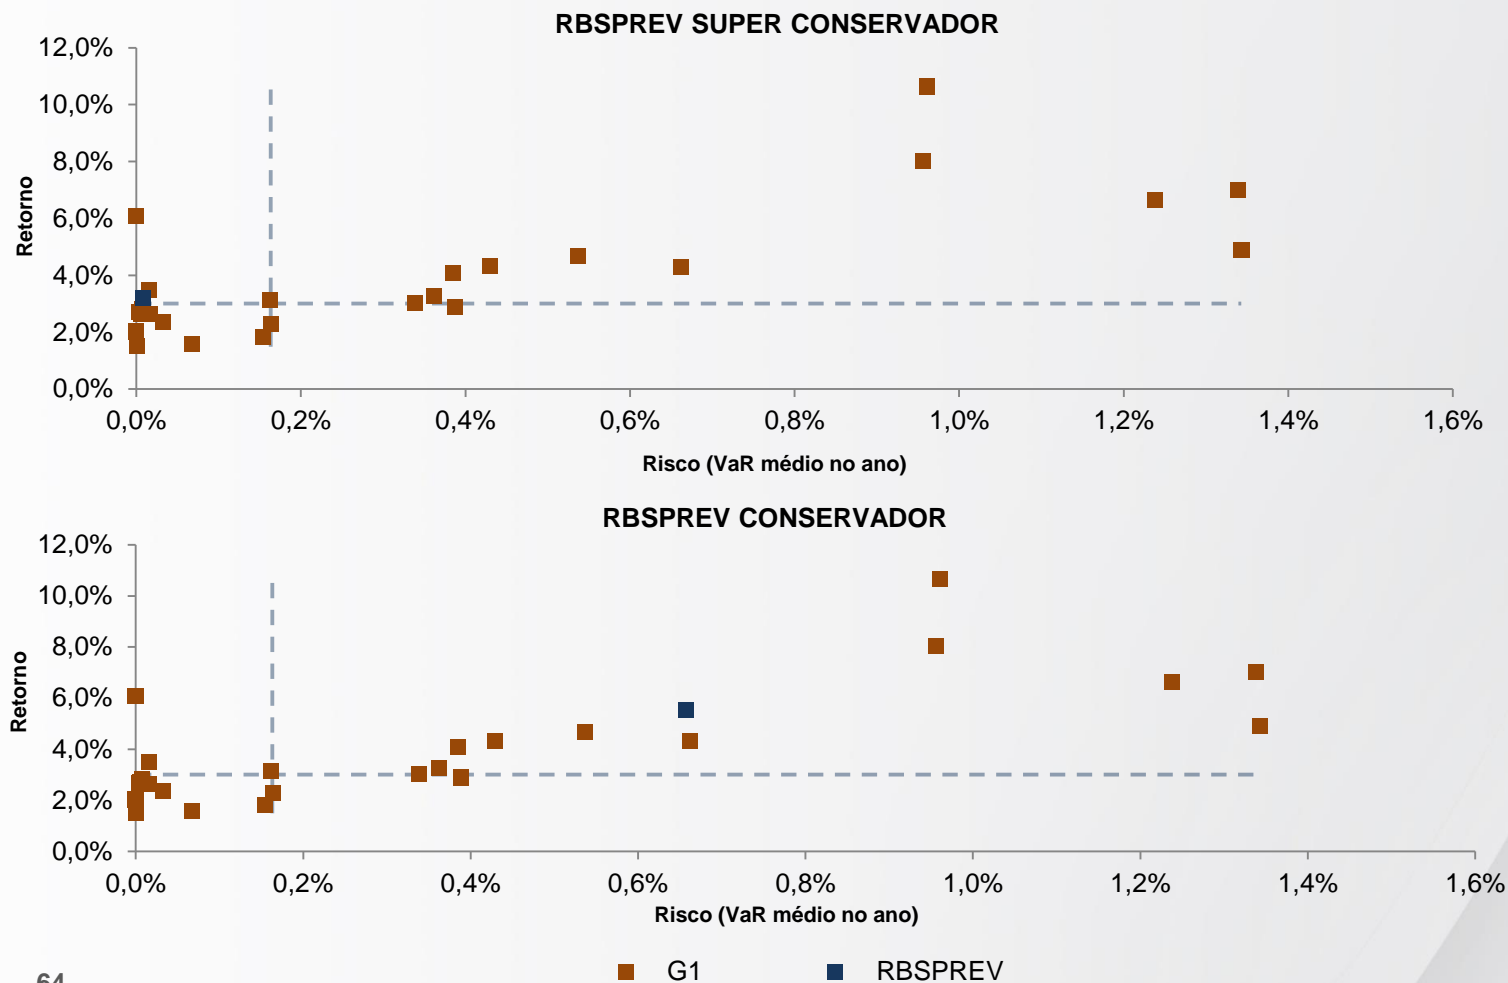 RBSPREV SUPER CONSERVADOR
12,0%
10,0%
8,0%
6,0%
4,0%
2,0%
0,0%
Retorno
0,0% 0,2% 0,4% 0,6% 0,8% 1,0% 1,2% 1,4% 1,6%
Risco (VaR médio no ano)
RBSPREV CONSERVADOR
12,0%
10,0%
8,0%
6,0%
4,0%
2,0%
0,0%
Retorno
0,0% 0,2% 0,4% 0,6% 0,8% 1,0% 1,2% 1,4% 1,6%
Risco (VaR médio no ano)
G1 RBSPREV
64